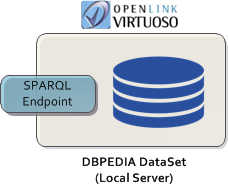 OPENLINK
VIRTUOSO
SPARQL
Endpoint
DBPEDIA DataSet
(Local Server)